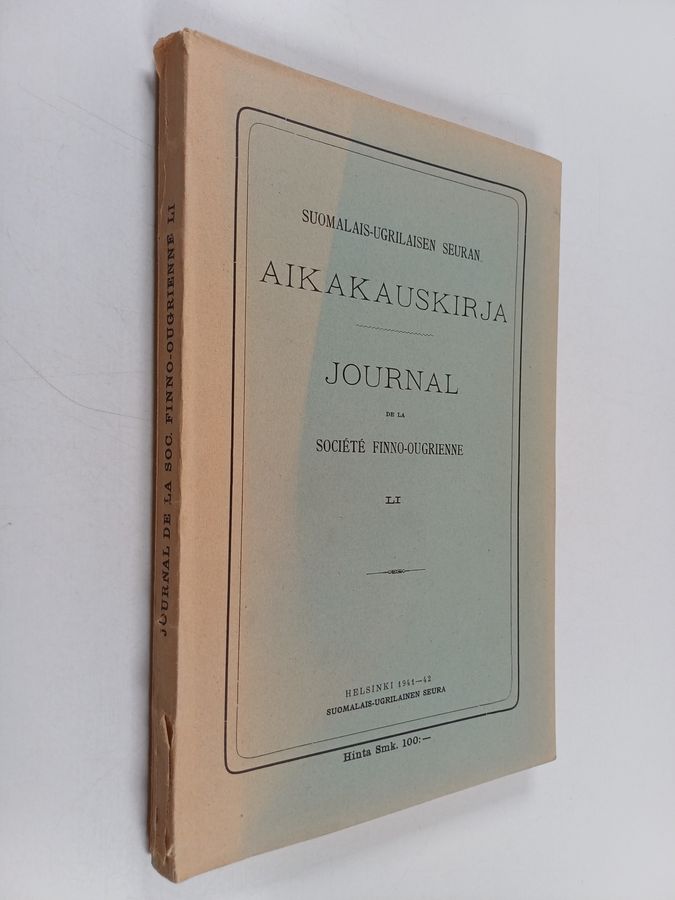 JOURNAL DE LA SOC. FINNO-OUGRIENNE LI
SUOMALAIS-UGRILAISEN SEURAN
AIKAKAUSKIRJA
JOURNAL
DE LA
SOCIÉTÉ FINNO-OUGRIENNE
LI
HELSINKI 1941—42
SUOMALAIS-UGRILAINEN SEURA
Hinta Smk. 100:—